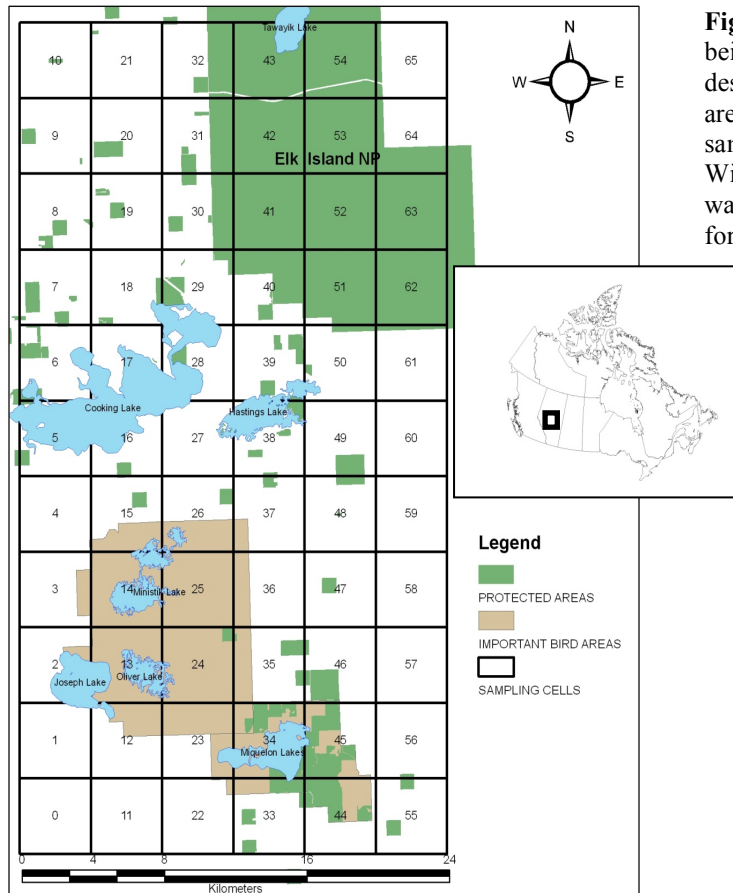 Tawayik Lake
10 21 32 43 54 65
9 20 31 42 53 64
Elk Island NP
8 19 30 41 52 63
7 18 29 40 51 62
6 17 28 39 50 61
Cooking Lake
Hastings Lake
5 16 27 38 49 60
4 15 26 37 48 59
3 14 25 36 47 58
Ministik Lake
2 13 24 35 46 57
Joseph Lake
Oliver Lake
1 12 23 34 45 56
Miquelon Lakes
0 11 22 33 44 55
0 4 8 16 24
Kilometers
N
W E
S
Fig
bei
des
are
san
Wi
wa
for
Legend
PROTECTED AREAS
IMPORTANT BIRD AREAS
SAMPLING CELLS